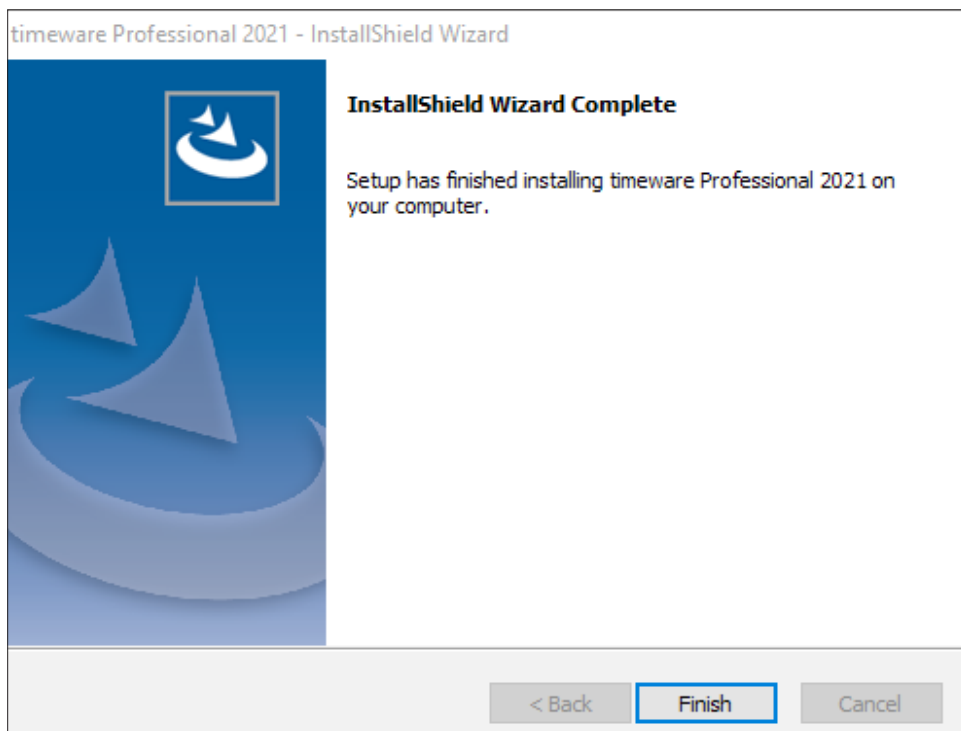 timeware Professional 2021 - InstallShield Wizard
InstallShield Wizard Complete
Setup has finished installing timeware Professional 2021 on
your computer.
< Back
Finish
Cancel